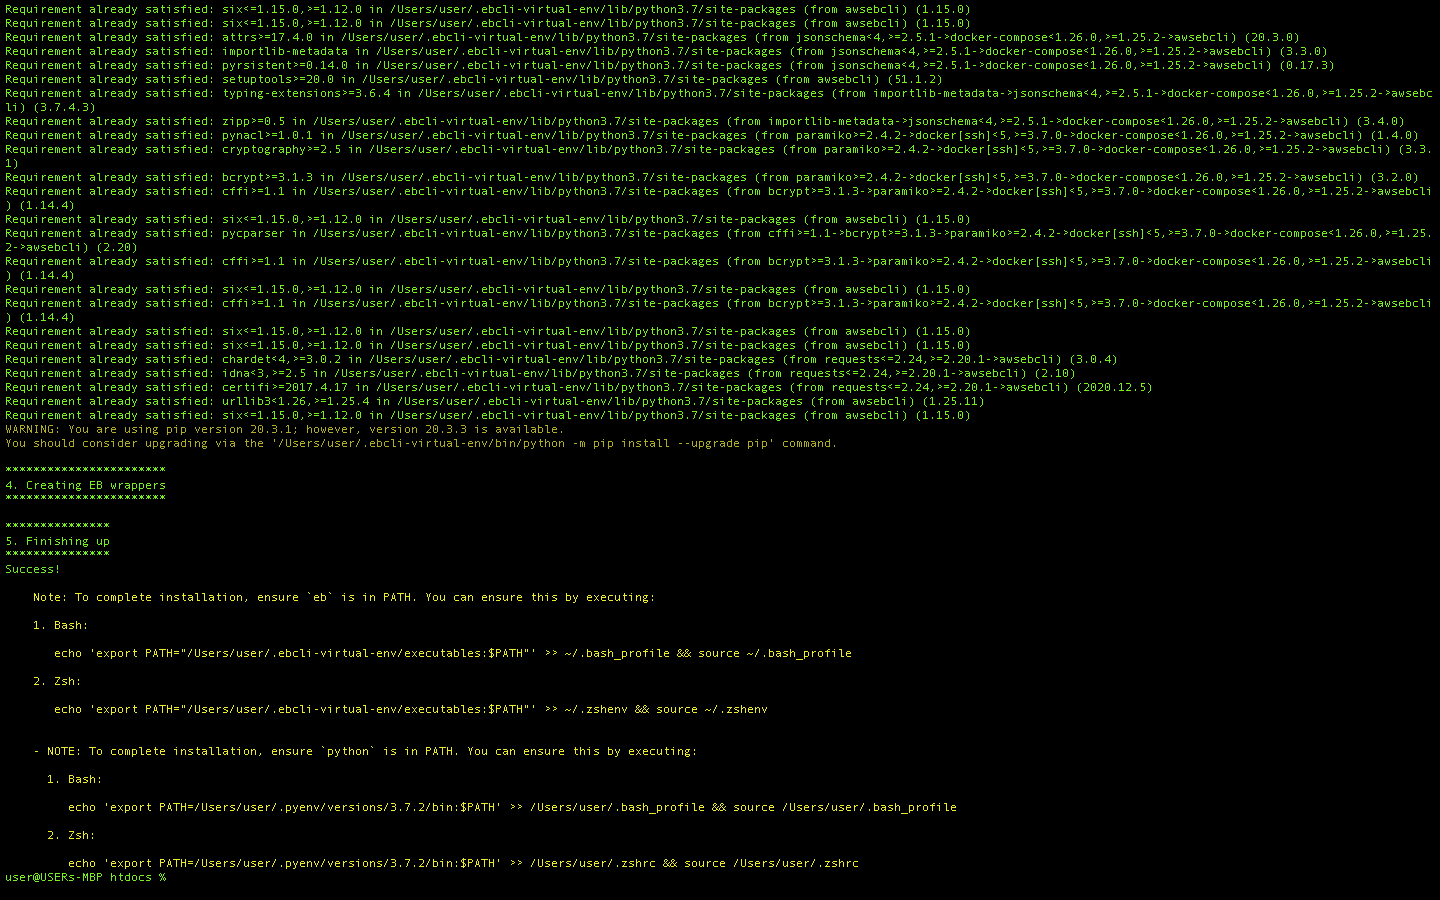 Requirement already satisfied: six<=1.15.0,>=1.12.0 in /Users/user/.ebcli-virtual-env/lib/python3.7/site-packages (from awsebcli) (1.15.0)
Requirement already satisfied: six<=1.15.0,>=1.12.0 in /Users/user/.ebcli-virtual-env/lib/python3.7/site-packages (from awsebcli) (1.15.0)
Requirement already satisfied: attrs>=17.4.0 in /Users/user/.ebcli-virtual-env/lib/python3.7/site-packages (from jsonschema<4,>=2.5.1->docker-compose<1.26.0,>=1.25.2->awsebcli) (20.3.0)
Requirement already satisfied: importlib-metadata in /Users/user/.ebcli-virtual-env/lib/python3.7/site-packages (from jsonschema<4,>=2.5.1->docker-compose<1.26.0,>=1.25.2->awsebcli) (3.3.0)
Requirement already satisfied: pyrsistent>=0.14.0 in /Users/user/.ebcli-virtual-env/lib/python3.7/site-packages (from jsonschema<4,>=2.5.1->docker-compose<1.26.0,>=1.25.2->awsebcli) (0.17.3)
Requirement already satisfied: setuptools>=20.0 in /Users/user/.ebcli-virtual-env/lib/python3.7/site-packages (from awsebcli) (51.1.2)
Requirement already satisfied: typing-extensions>=3.6.4 in /Users/user/.ebcli-virtual-env/lib/python3.7/site-packages (from importlib-metadata->jsonschema<4,>=2.5.1->docker-compose<1.26.0,>=1.25.2->awsebc
li) (3.7.4.3)
Requirement already satisfied: zipp>=0.5 in /Users/user/.ebcli-virtual-env/lib/python3.7/site-packages (from importlib-metadata->jsonschema<4,>=2.5.1->docker-compose<1.26.0,>=1.25.2->awsebcli) (3.4.0)
Requirement already satisfied: pynacl>=1.0.1 in /Users/user/.ebcli-virtual-env/lib/python3.7/site-packages (from paramiko>=2.4.2->docker[ssh]<5,>=3.7.0->docker-compose<1.26.0,>=1.25.2->awsebcli) (1.4.0)
Requirement already satisfied: cryptography>=2.5 in /Users/user/.ebcli-virtual-env/lib/python3.7/site-packages (from paramiko>=2.4.2->docker[ssh]<5,>=3.7.0->docker-compose<1.26.0,>=1.25.2->awsebcli) (3.3.
1)
Requirement already satisfied: bcrypt>=3.1.3 in /Users/user/.ebcli-virtual-env/lib/python3.7/site-packages (from paramiko>=2.4.2->docker[ssh]<5,>=3.7.0->docker-compose<1.26.0,>=1.25.2->awsebcli) (3.2.0)
Requirement already satisfied: cffi>=1.1 in /Users/user/.ebcli-virtual-env/lib/python3.7/site-packages (from bcrypt>=3.1.3->paramiko>=2.4.2->docker[ssh]<5,>=3.7.0->docker-compose<1.26.0,>=1.25.2->awsebcli
) (1.14.4)
Requirement already satisfied: six<=1.15.0,>=1.12.0 in /Users/user/.ebcli-virtual-env/lib/python3.7/site-packages (from awsebcli) (1.15.0)
Requirement already satisfied: pycparser in /Users/user/.ebcli-virtual-env/lib/python3.7/site-packages (from cffi>=1.1->bcrypt>=3.1.3->paramiko>=2.4.2->docker[ssh]<5,>=3.7.0->docker-compose<1.26.0,>=1.25.
2->awsebcli) (2.20)
Requirement already satisfied: cffi>=1.1 in /Users/user/.ebcli-virtual-env/lib/python3.7/site-packages (from bcrypt>=3.1.3->paramiko>=2.4.2->docker[ssh]<5,>=3.7.0->docker-compose<1.26.0,>=1.25.2->awsebcli
) (1.14.4)
Requirement already satisfied: six<=1.15.0,>=1.12.0 in /Users/user/.ebcli-virtual-env/lib/python3.7/site-packages (from awsebcli) (1.15.0)
Requirement already satisfied: cffi>=1.1 in /Users/user/.ebcli-virtual-env/lib/python3.7/site-packages (from bcrypt>=3.1.3->paramiko>=2.4.2->docker[ssh]<5,>=3.7.0->docker-compose<1.26.0,>=1.25.2->awsebcli
) (1.14.4)
Requirement already satisfied: six<=1.15.0,>=1.12.0 in /Users/user/.ebcli-virtual-env/lib/python3.7/site-packages (from awsebcli) (1.15.0)
Requirement already satisfied: six<=1.15.0,>=1.12.0 in /Users/user/.ebcli-virtual-env/lib/python3.7/site-packages (from awsebcli) (1.15.0)
Requirement already satisfied: chardet<4,>=3.0.2 in /Users/user/.ebcli-virtual-env/lib/python3.7/site-packages (from requests<=2.24,>=2.20.1->awsebcli) (3.0.4)
Requirement already satisfied: idna<3,>=2.5 in /Users/user/.ebcli-virtual-env/lib/python3.7/site-packages (from requests<=2.24,>=2.20.1->awsebcli) (2.10)
Requirement already satisfied: certifi>=2017.4.17 in /Users/user/.ebcli-virtual-env/lib/python3.7/site-packages (from requests<=2.24,>=2.20.1->awsebcli) (2020.12.5)
Requirement already satisfied: urllib3<1.26,>=1.25.4 in /Users/user/.ebcli-virtual-env/lib/python3.7/site-packages (from awsebcli) (1.25.11)
Requirement already satisfied: six<=1.15.0,>=1.12.0 in /Users/user/.ebcli-virtual-env/lib/python3.7/site-packages (from awsebcli) (1.15.0)
WARNING: You are using pip version 20.3.1; however, version 20.3.3 is available.
You should consider upgrading via the '/Users/user/.ebcli-virtual-env/bin/python -m pip install --upgrade pip' command.
***********************
4. Creating EB wrappers
***********************
***************
5. Finishing up
***************
Success!
Note: To complete installation, ensure `eb` is in PATH. You can ensure this by executing:
1. Bash:
echo 'export PATH="/Users/user/.ebcli-virtual-env/executables:$PATH"' >> ~/.bash_profile && source ~/.bash_profile
2. Zsh:
echo 'export PATH="/Users/user/.ebcli-virtual-env/executables:$PATH"' >> ~/.zshenv && source ~/.zshenv
- NOTE: To complete installation, ensure `python` is in PATH. You can ensure this by executing:
1. Bash:
echo 'export PATH=/Users/user/.pyenv/versions/3.7.2/bin:$PATH' >> /Users/user/.bash_profile && source /Users/user/.bash_profile
2. Zsh:
echo 'export PATH=/Users/user/.pyenv/versions/3.7.2/bin:$PATH' >> /Users/user/.zshrc && source /Users/user/.zshrc
user@USERs-MBP htdocs %